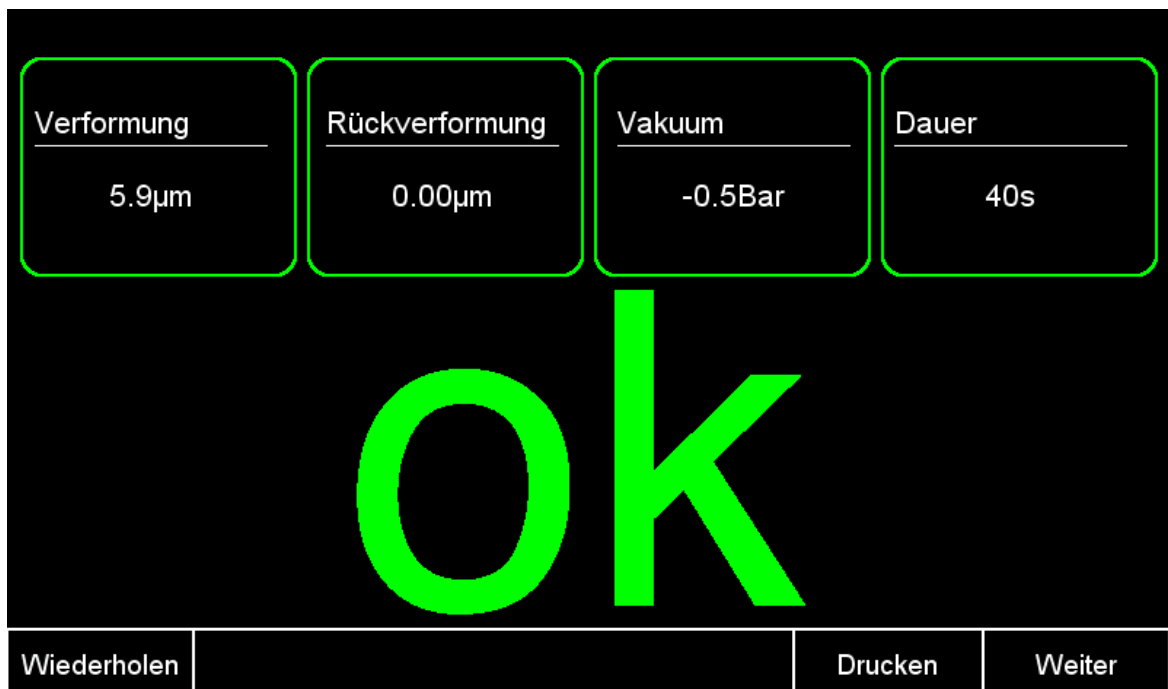 Verformung
Rückverformung
Vakuum
Dauer
5.9µm
0.00µm
-0.5Bar
40s
ok
Wiederholen
Drucken
Weiter